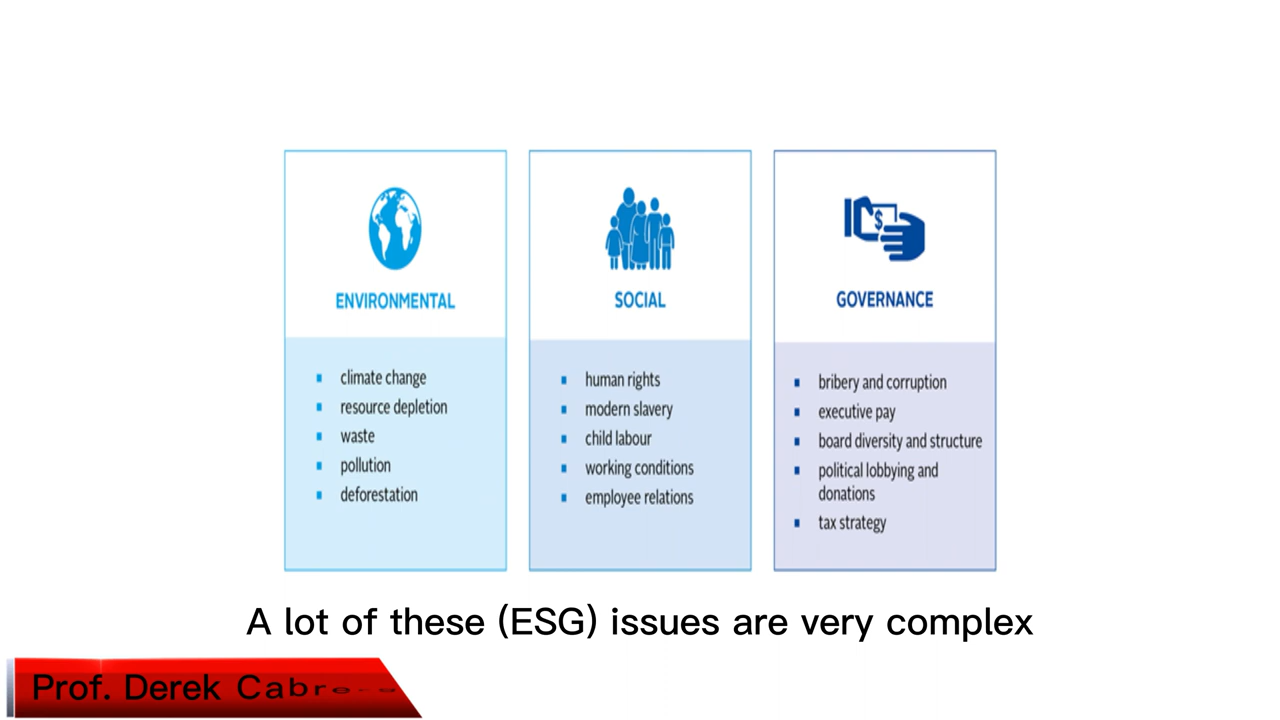 ENVIRONMENTAL
climate change
resource depletion
waste
pollution
deforestation
SOCIAL
human rights
modern slavery
child labour
working conditions
employee relations
$
GOVERNANCE
bribery and corruption
executive pay
board diversity and structure
political lobbying and
donations
tax strategy
A lot of these (ESG) issues are very complex
Prof. Derek